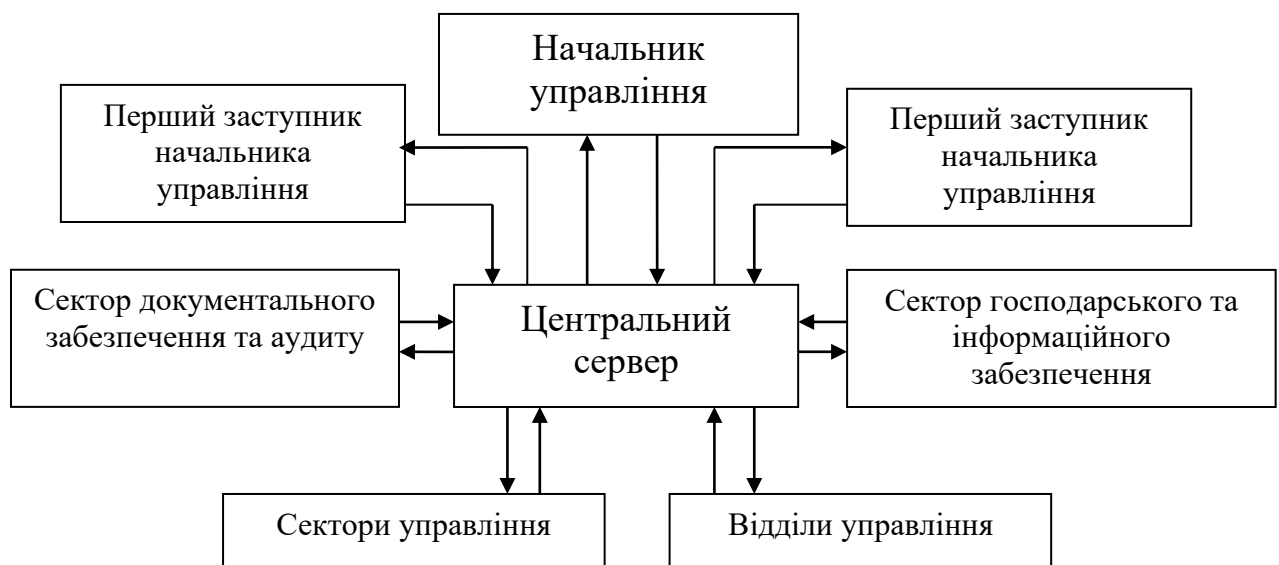 Начальник
управління
Перший заступник
начальника
управління
Перший заступник
начальника
управління
Сектор документального
забезпечення та аудиту
Центральний
сервер
Сектор господарського та
інформаційного
забезпечення
Сектори управління
Відділи управління